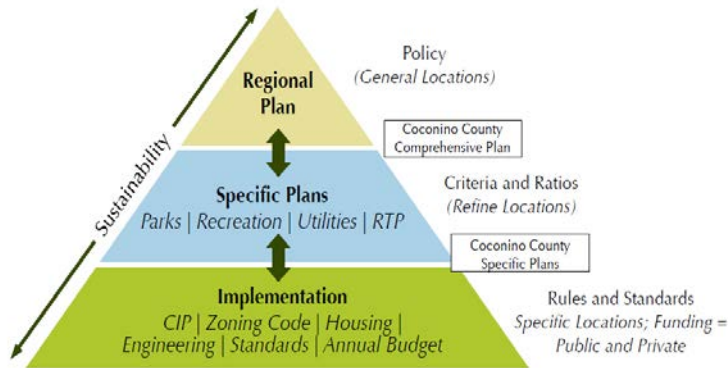 Policy
(General Locations)
Regional
Plan
Coconino County
Comprehensive Plan
Sustainability
Criteria and Ratios
(Refine Locations)
Specific Plans
Parks | Recreation | Utilities | RTP
Coconino County
Specific Plans
Implementation
CIP | Zoning Code | Housing |
Engineering | Standards | Annual Budget
Rules and Standards
Specific Locations; Funding =
Public and Private